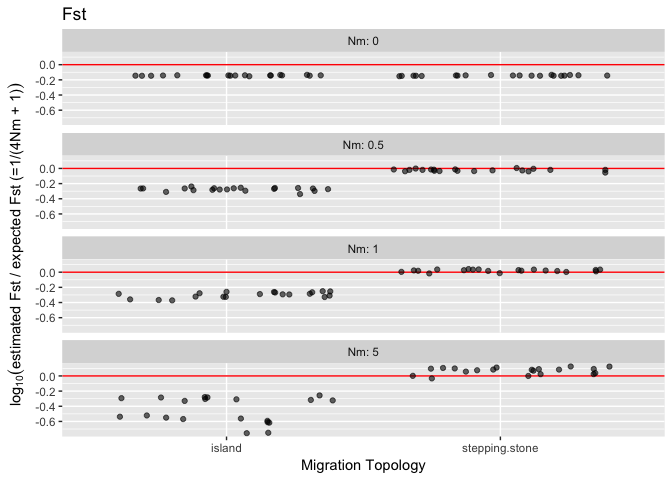 Fst
Nm: 0
0.0
-0.2
-0.4
-0.6
Nm: 0.5
0.0
-0.2
-0.4
-0.6
Nm: 1
0.0
-0.2
-0.4
-0.6
Nm: 5
0.0
-0.2
-0.4
-0.6
island
stepping.stone
Migration Topology
log₁₀(estimated Fst / expected Fst (=1/(4Nm + 1))